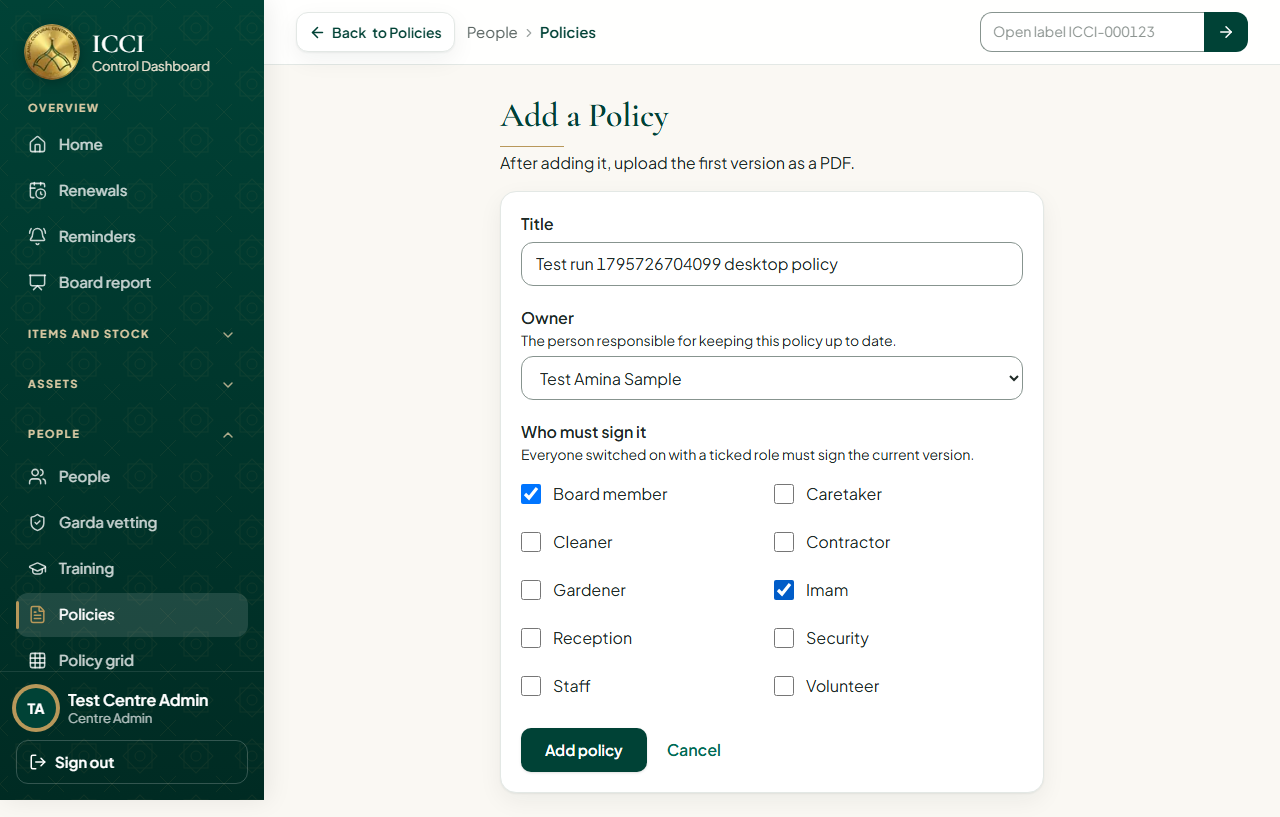 ICCI
Control Dashboard
OVERVIEW
Home
Renewals
Reminders
Board report
ITEMS AND STOCK
ASSETS
PEOPLE
People
Garda vetting
Training
Policies
Policy grid
TA
Test Centre Admin
Centre Admin
Sign out
Back to Policies
People › Policies
Open label ICCI-000123
Add a Policy
After adding it, upload the first version as a PDF.
Title
Test run 1795726704099 desktop policy
Owner
The person responsible for keeping this policy up to date.
Test Amina Sample
Who must sign it
Everyone switched on with a ticked role must sign the current version.
Board member
Caretaker
Cleaner
Contractor
Gardener
Imam
Reception
Security
Staff
Volunteer
Add policy
Cancel